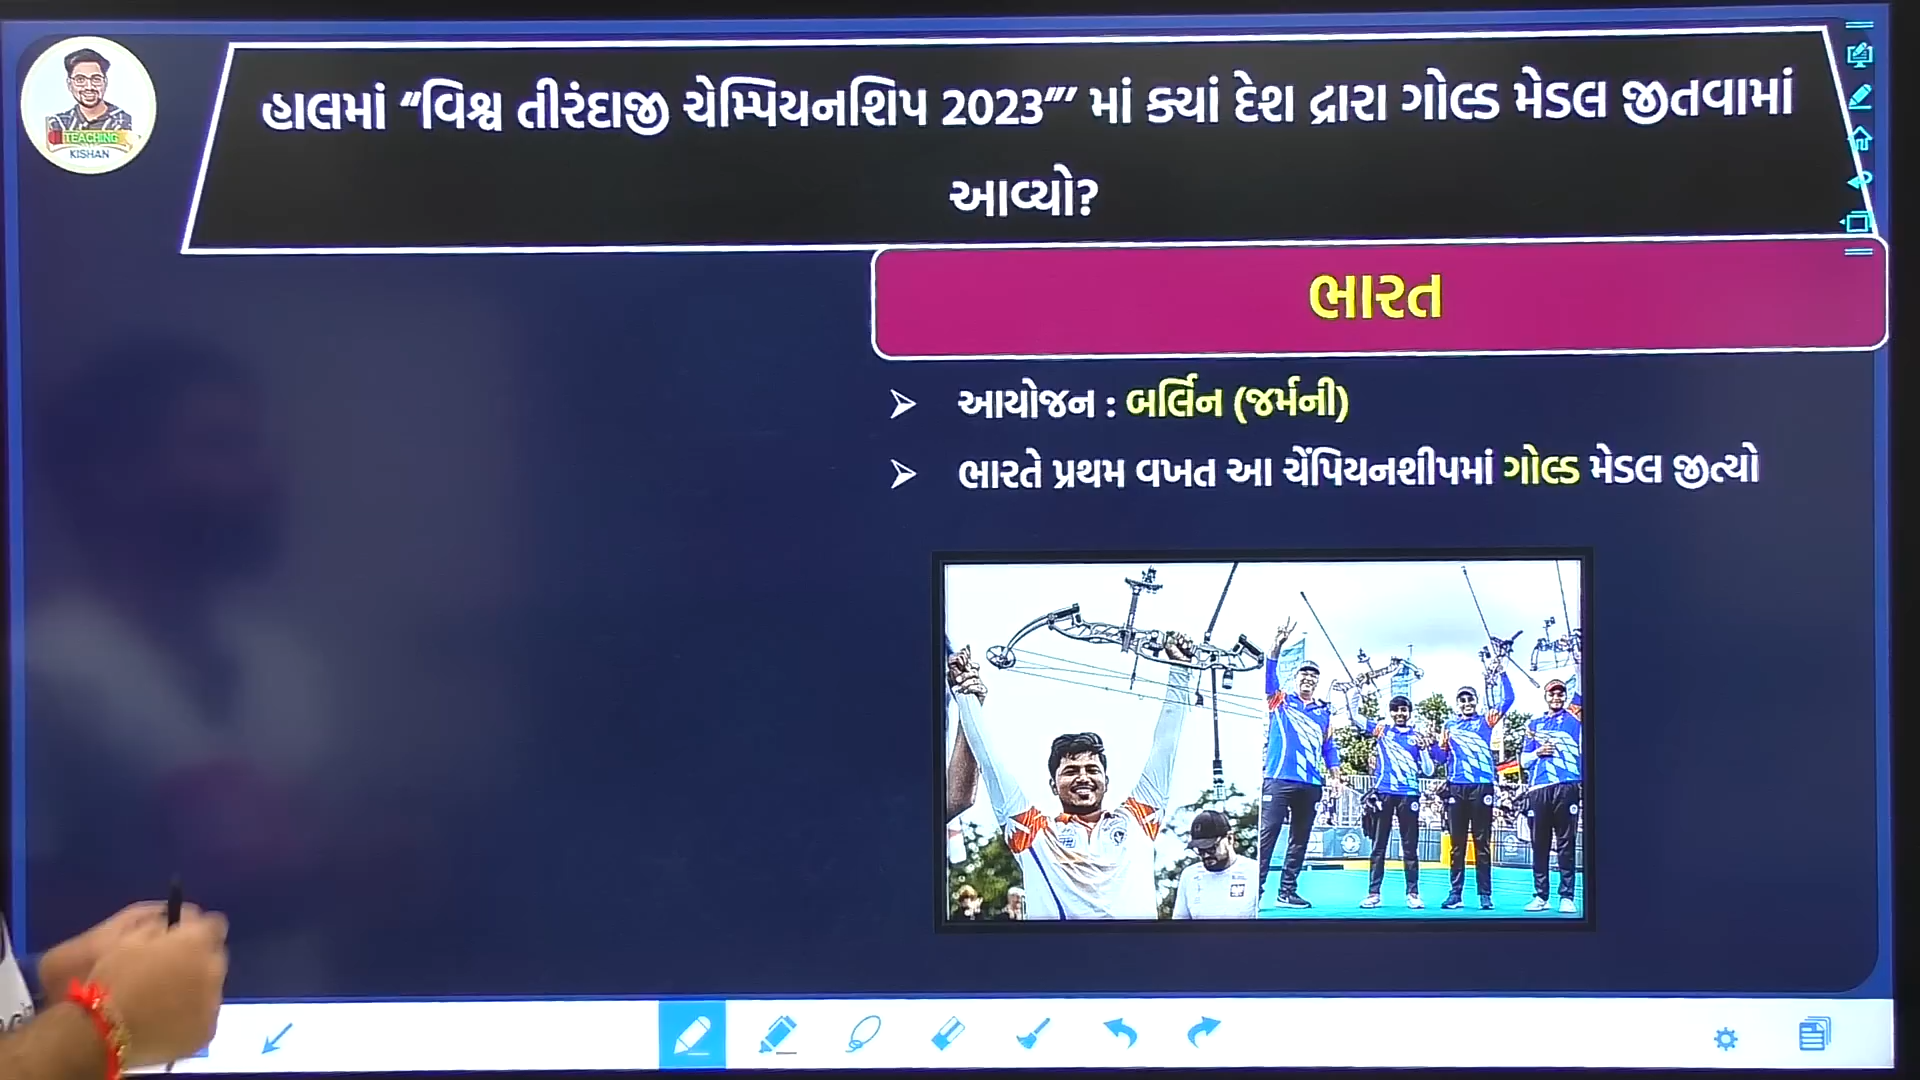 TEACHING
KISHAN
હાલમાં “વિશ્વ તીરંદાજી ચેમ્પિયનશિપ 2023”’ માં ક્યાં દેશ દ્રારા ગોલ્ડ મેડલ જીતવામાં
આવ્યો?
ભારત
➢ આયોજન : બર્લિન (જર્મની)
➢ ભારતે પ્રથમ વખત આ ચેંપિયનશીપમાં ગોલ્ડ મેડલ જીત્યો